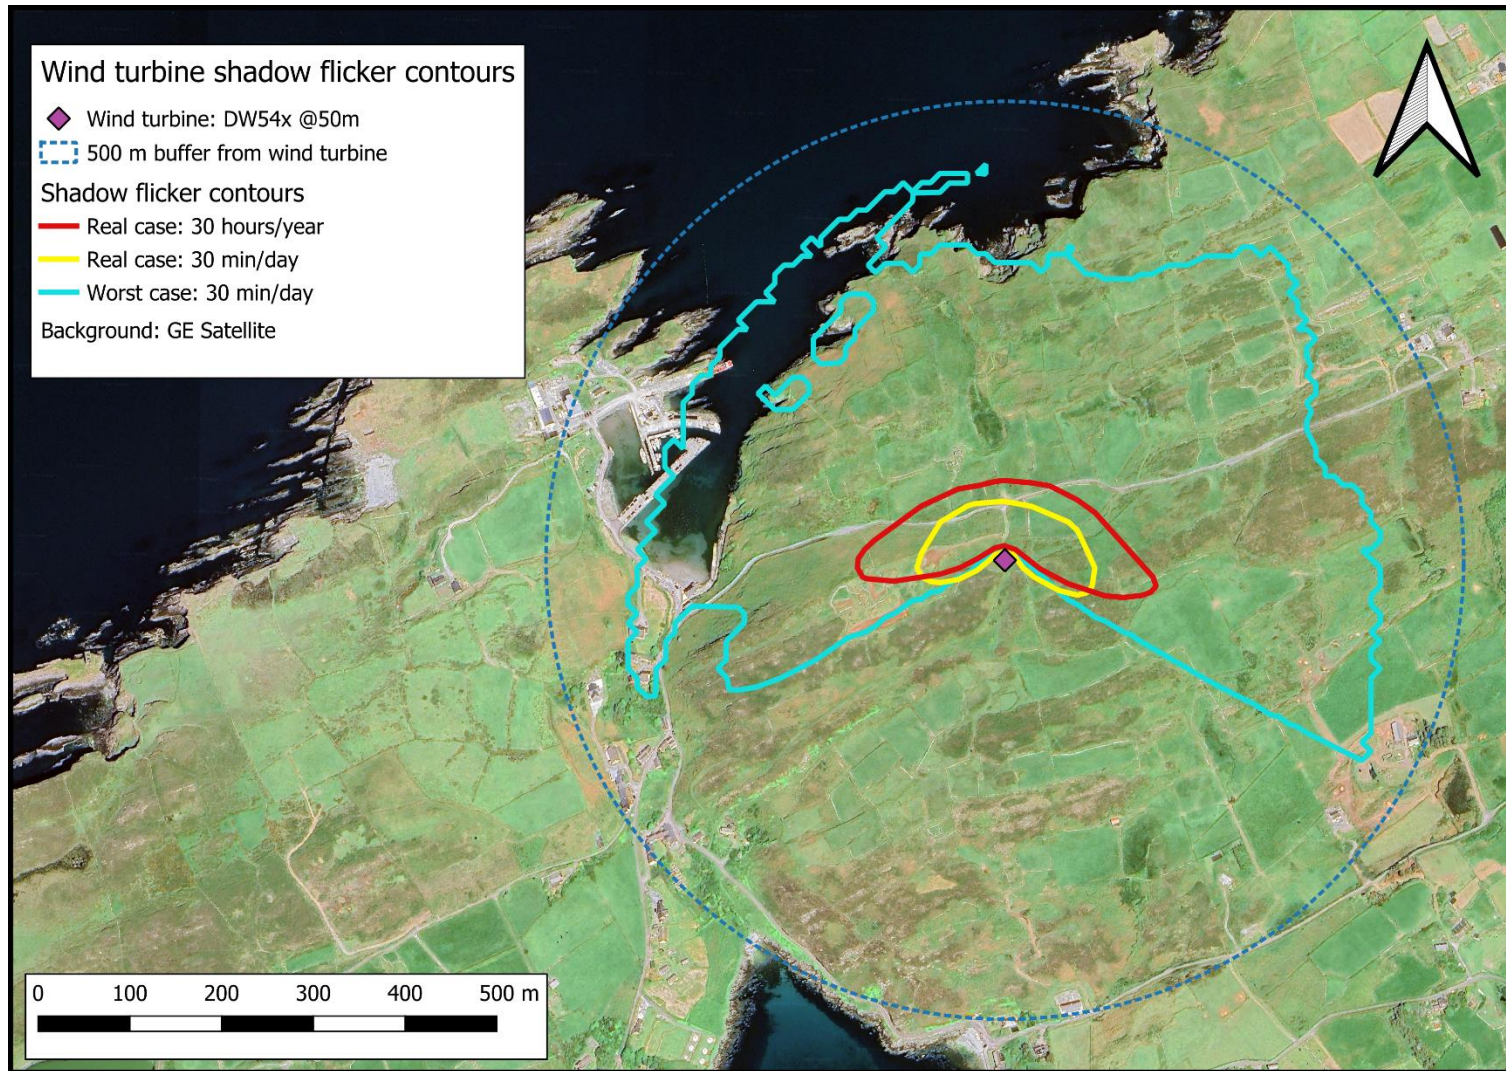 Wind turbine shadow flicker contours
Wind turbine: DW54x @50m
500 m buffer from wind turbine
Shadow flicker contours
Real case: 30 hours/year
Real case: 30 min/day
Worst case: 30 min/day
Background: GE Satellite
0 100 200 300 400 500 m